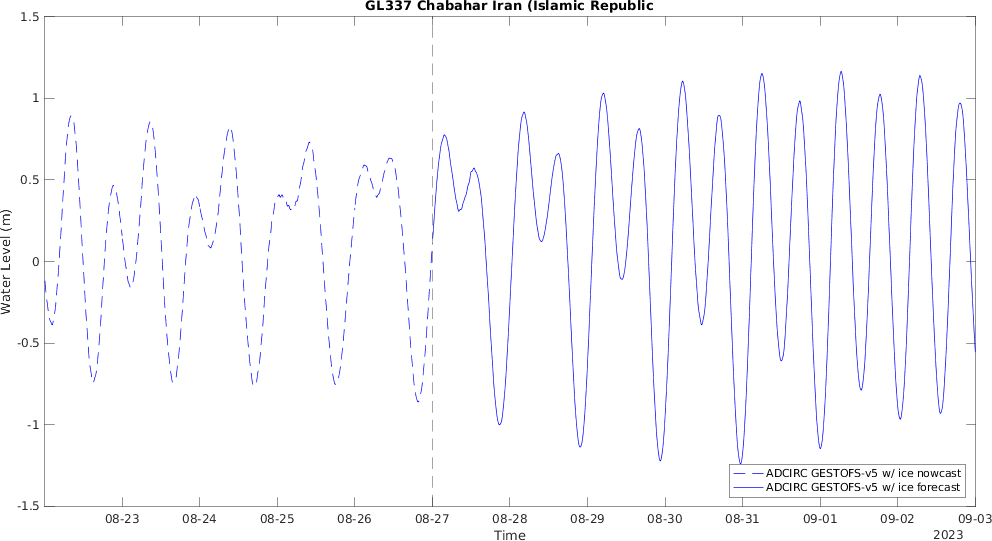 GL337 Chabahar Iran (Islamic Republic
1.5
1
0.5
0
-0.5
-1
-1.5
Water Level (m)
08-23 08-24 08-25 08-26 08-27 08-28 08-29 08-30 08-31 09-01 09-02 09-03
Time
2023
ADCIRC GESTOFS-v5 w/ ice nowcast
ADCIRC GESTOFS-v5 w/ ice forecast